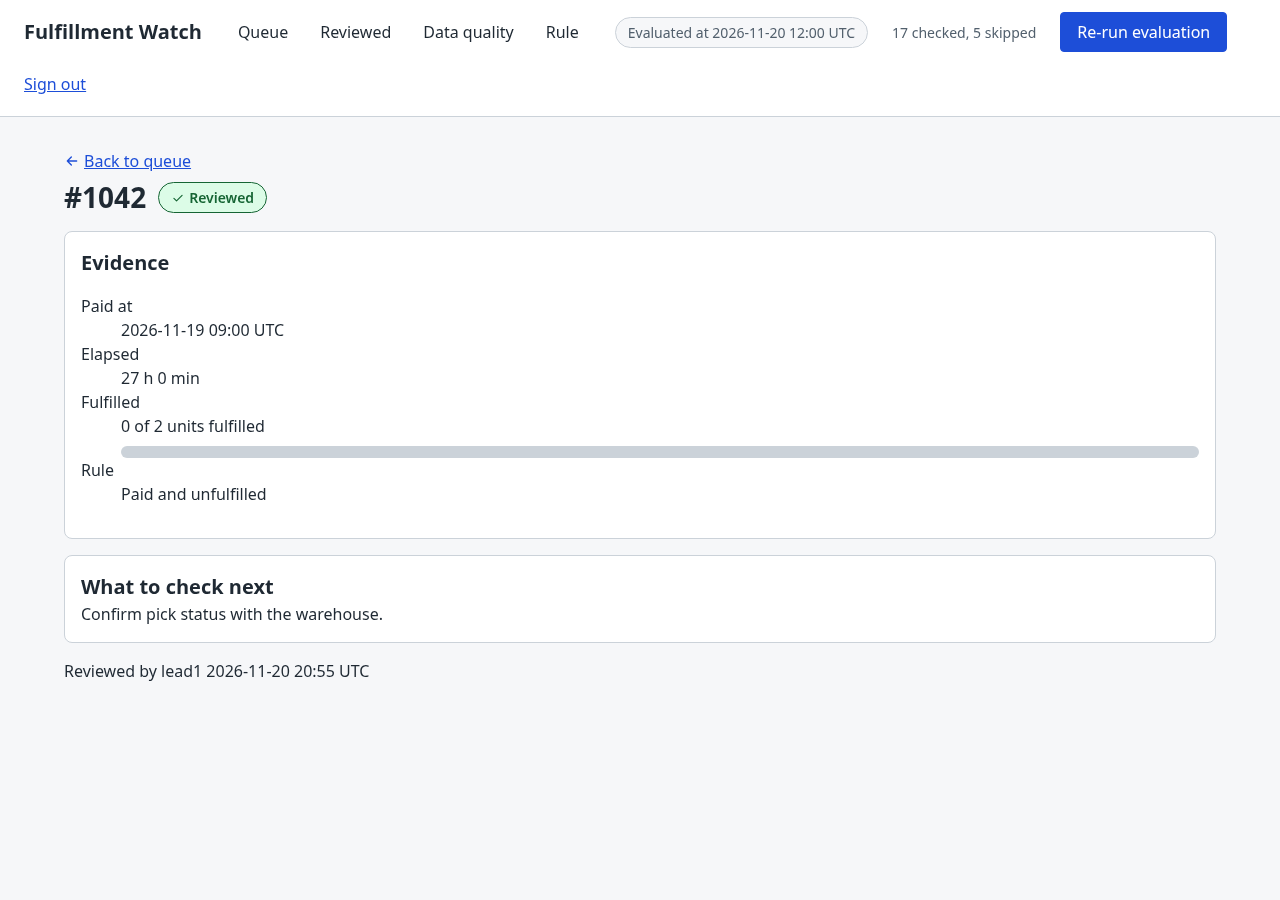 Fulfillment Watch Queue Reviewed Data quality Rule Evaluated at 2026-11-20 12:00 UTC 17 checked, 5 skipped Re-run evaluation
Sign out
← Back to queue
#1042 ✓ Reviewed
Evidence
Paid at
2026-11-19 09:00 UTC
Elapsed
27 h 0 min
Fulfilled
0 of 2 units fulfilled
Rule
Paid and unfulfilled
What to check next
Confirm pick status with the warehouse.
Reviewed by lead1 2026-11-20 20:55 UTC